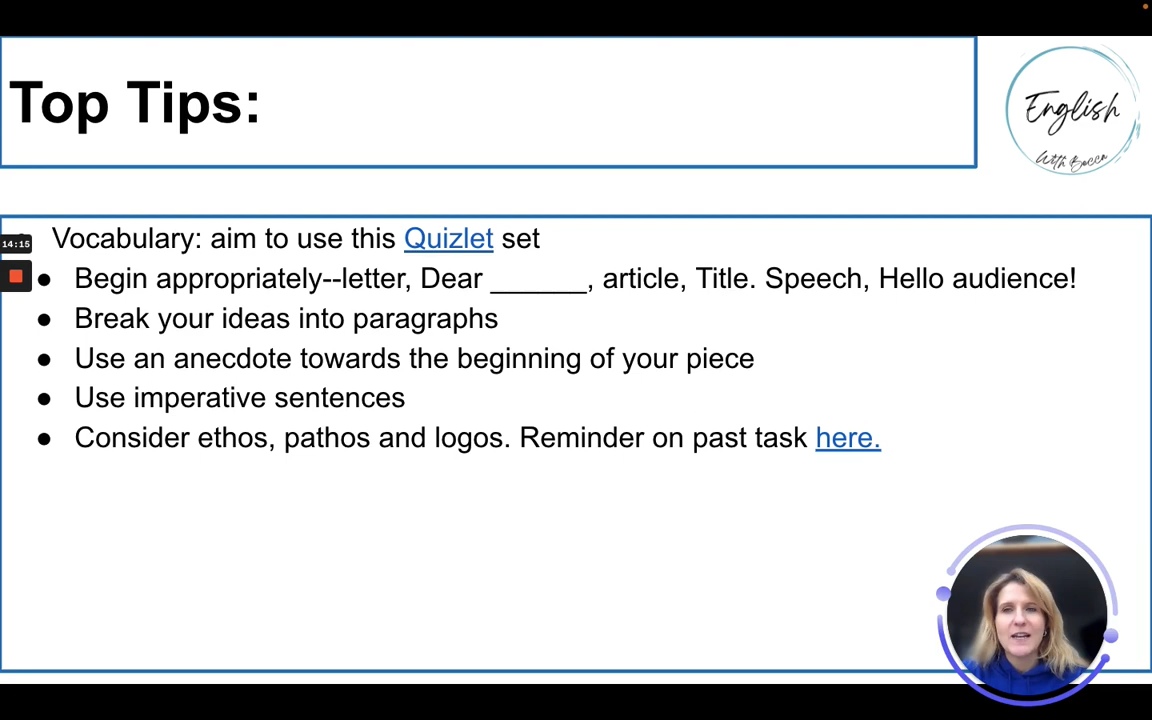 Top Tips:
English
With Becca
14:15
Vocabulary: aim to use this Quizlet set
● Begin appropriately--letter, Dear ______, article, Title. Speech, Hello audience!
● Break your ideas into paragraphs
● Use an anecdote towards the beginning of your piece
● Use imperative sentences
● Consider ethos, pathos and logos. Reminder on past task here.